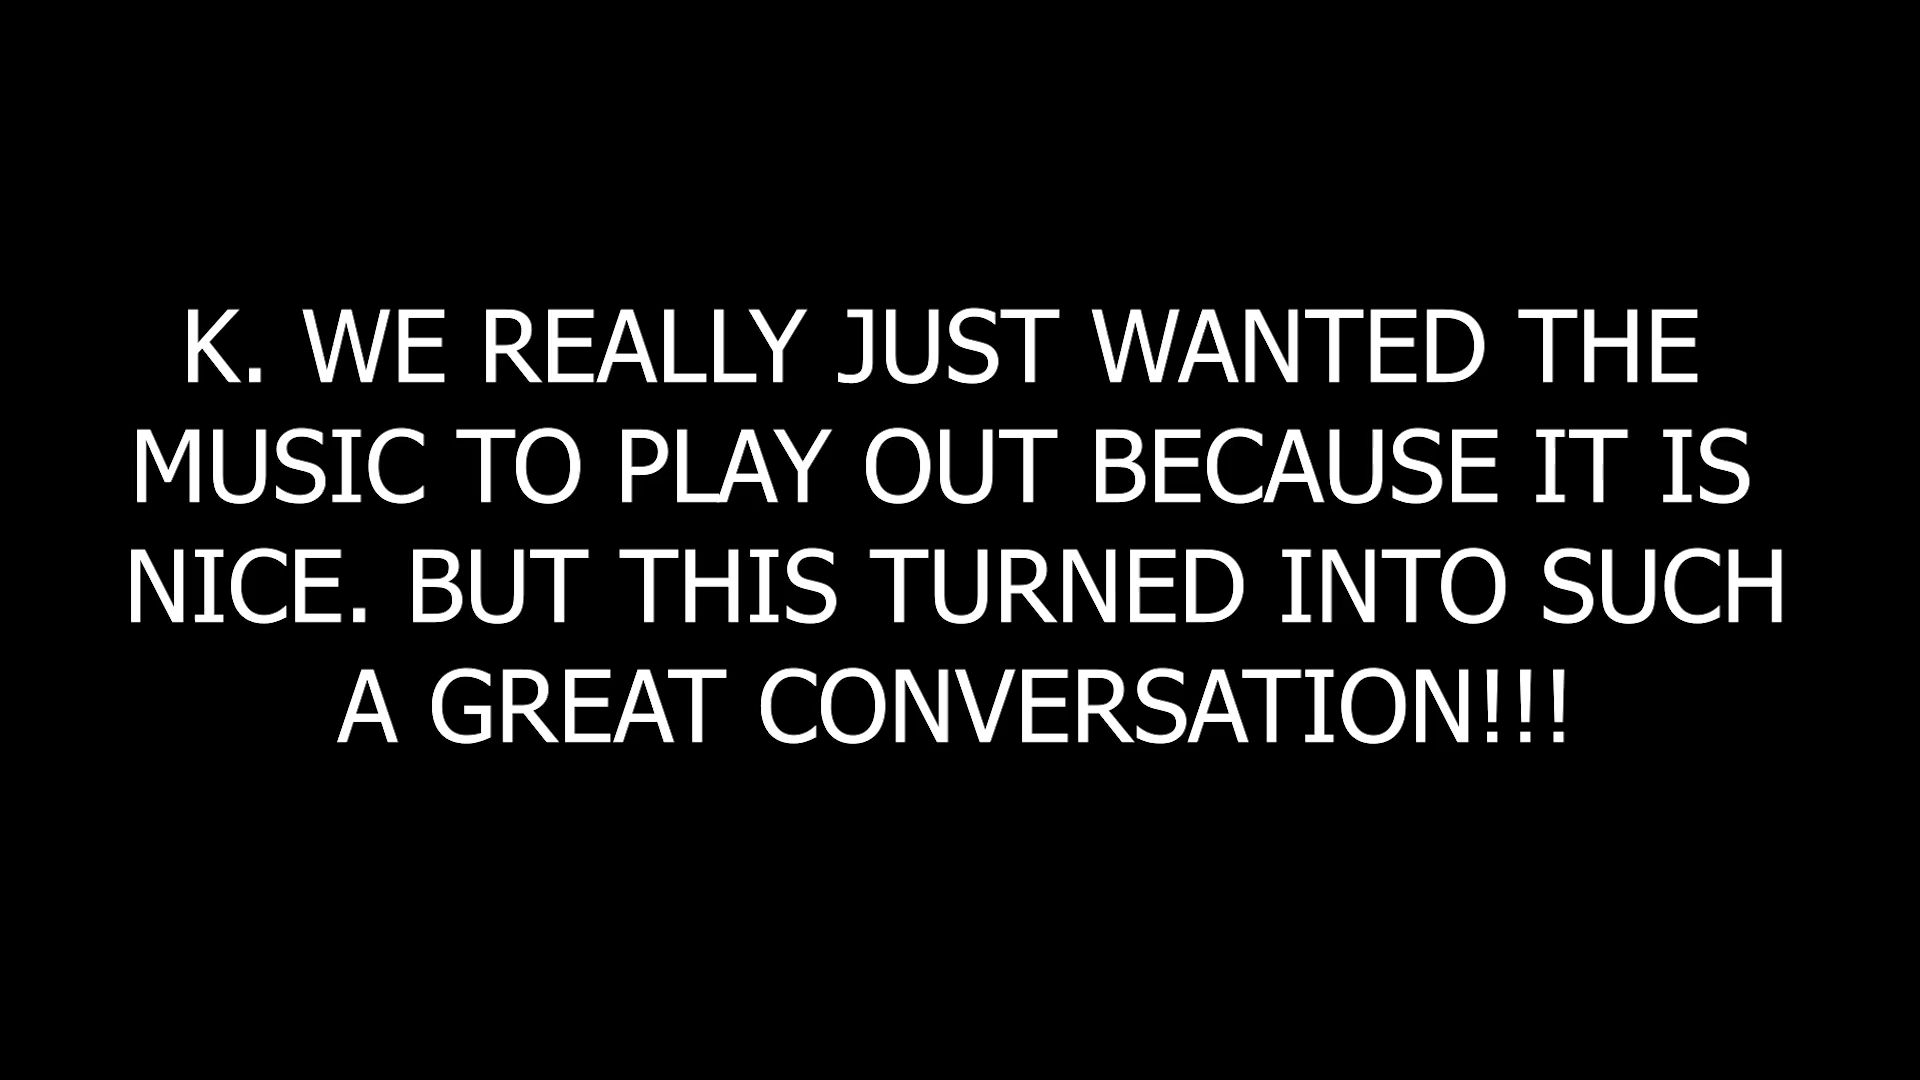 K. WE REALLY JUST WANTED THE
MUSIC TO PLAY OUT BECAUSE IT IS
NICE. BUT THIS TURNED INTO SUCH
A GREAT CONVERSATION!!!